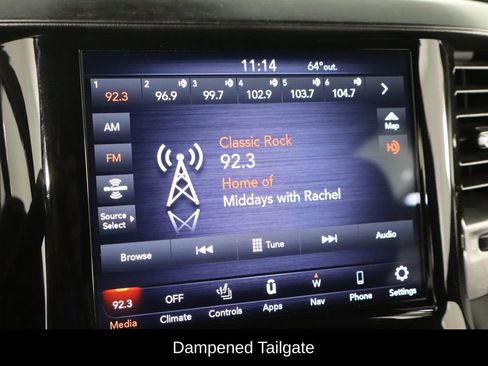 11:14 64°out.
1 2 3 4 5 6
92.3 96.9 99.7 102.9 103.7 104.7
AM
Map
Classic Rock
92.3
FM
Home of
Middays with Rachel
SiriusXM
Source
Select
Browse Tune Audio
92.3 OFF W
Media Climate Controls Apps Nav Phone Settings
Dampened Tailgate